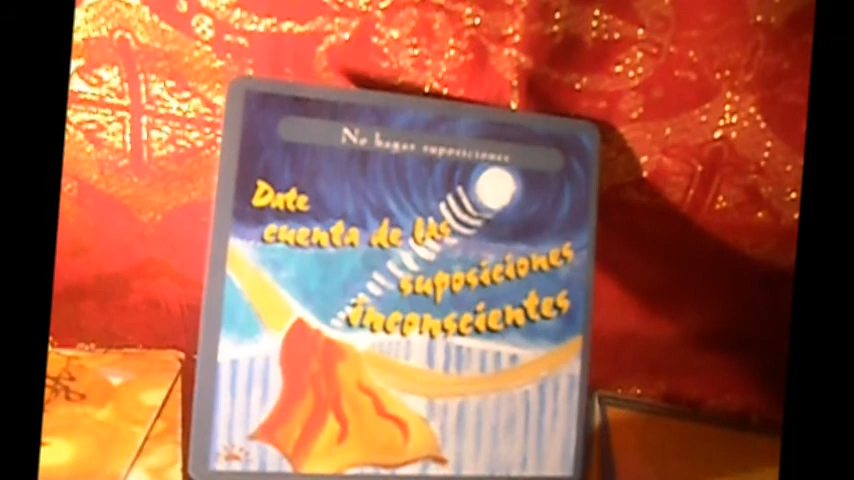 No hagas suposiciones
Date
cuenta de las
suposiciones
inconscientes